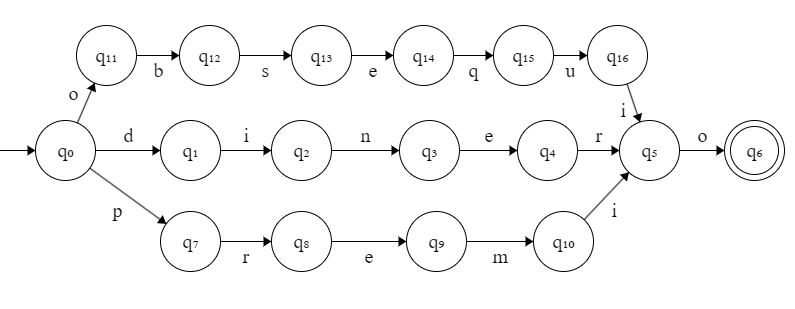 q11 b q12 s q13 e q14 q q15 u q16
o i
q0 d q1 i q2 n q3 e q4 r q5 o q6
p i
q7 r q8 e q9 m q10